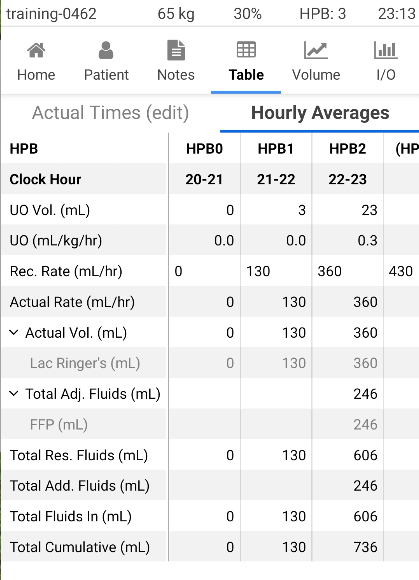 training-0462 65 kg 30% HPB: 3 23:13
Home Patient Notes Table Volume I/O
Actual Times (edit) Hourly Averages
HPB HPB0 HPB1 HPB2 (HP
Clock Hour 20-21 21-22 22-23
UO Vol. (mL) 0 3 23
UO (mL/kg/hr) 0.0 0.0 0.3
Rec. Rate (mL/hr) 0 130 360 430
Actual Rate (mL/hr) 0 130 360
Actual Vol. (mL) 0 130 360
Lac Ringer's (mL) 0 130 360
Total Adj. Fluids (mL) 246
FFP (mL) 246
Total Res. Fluids (mL) 0 130 606
Total Add. Fluids (mL) 246
Total Fluids In (mL) 0 130 606
Total Cumulative (mL) 0 130 736